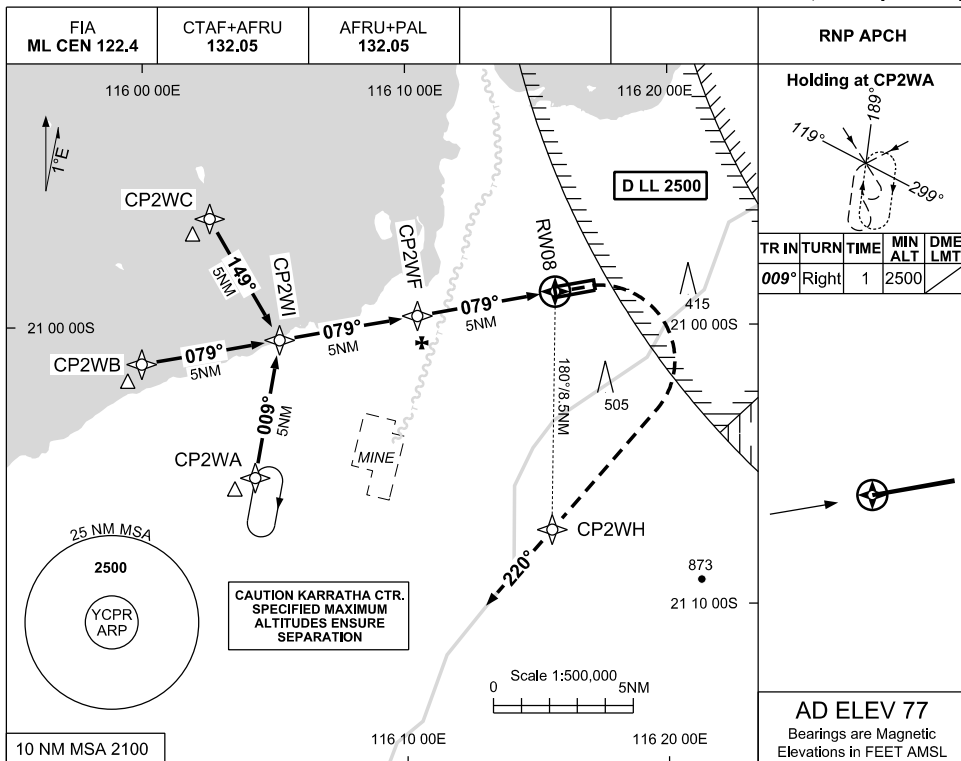 FIA
ML CEN 122.4
CTAF+AFRU
132.05
AFRU+PAL
132.05
RNP APCH
116 00 00E
116 10 00E
116 20 00E
Holding at CP2WA
189°
119°
299°
1°E
D LL 2500
TR IN
TURN
TIME
MIN ALT
DME LMT
009°
Right
1
2500
CP2WC
149°
5NM
CP2WI
CP2WF
RW08
415
21 00 00S
21 00 00S
079°
5NM
079°
5NM
079°
5NM
CP2WB
009°
5NM
180°/8.5NM
505
CP2WA
MINE
CP2WH
220°
873
21 10 00S
25 NM MSA
2500
YCPR
ARP
CAUTION KARRATHA CTR.
SPECIFIED MAXIMUM
ALTITUDES ENSURE
SEPARATION
Scale 1:500,000
0
5NM
10 NM MSA 2100
116 10 00E
116 20 00E
AD ELEV 77
Bearings are Magnetic
Elevations in FEET AMSL